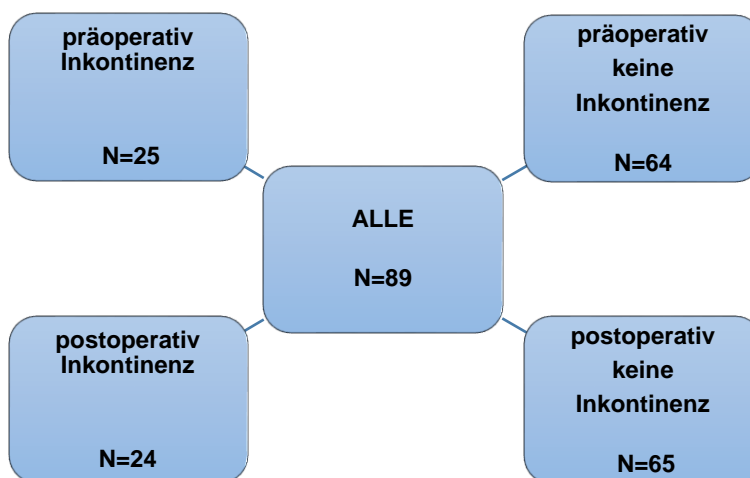 präoperativ
Inkontinenz
N=25
präoperativ
keine
Inkontinenz
N=64
ALLE
N=89
postoperativ
Inkontinenz
N=24
postoperativ
keine
Inkontinenz
N=65